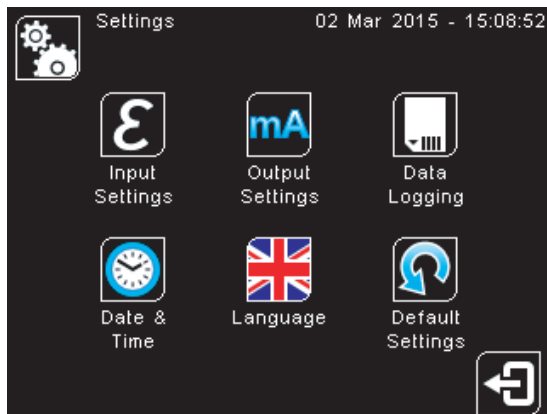 Settings
02 Mar 2015 - 15:08:52
ε
mA
Input
Settings
Output
Settings
Data
Logging
Date &
Time
Language
Default
Settings